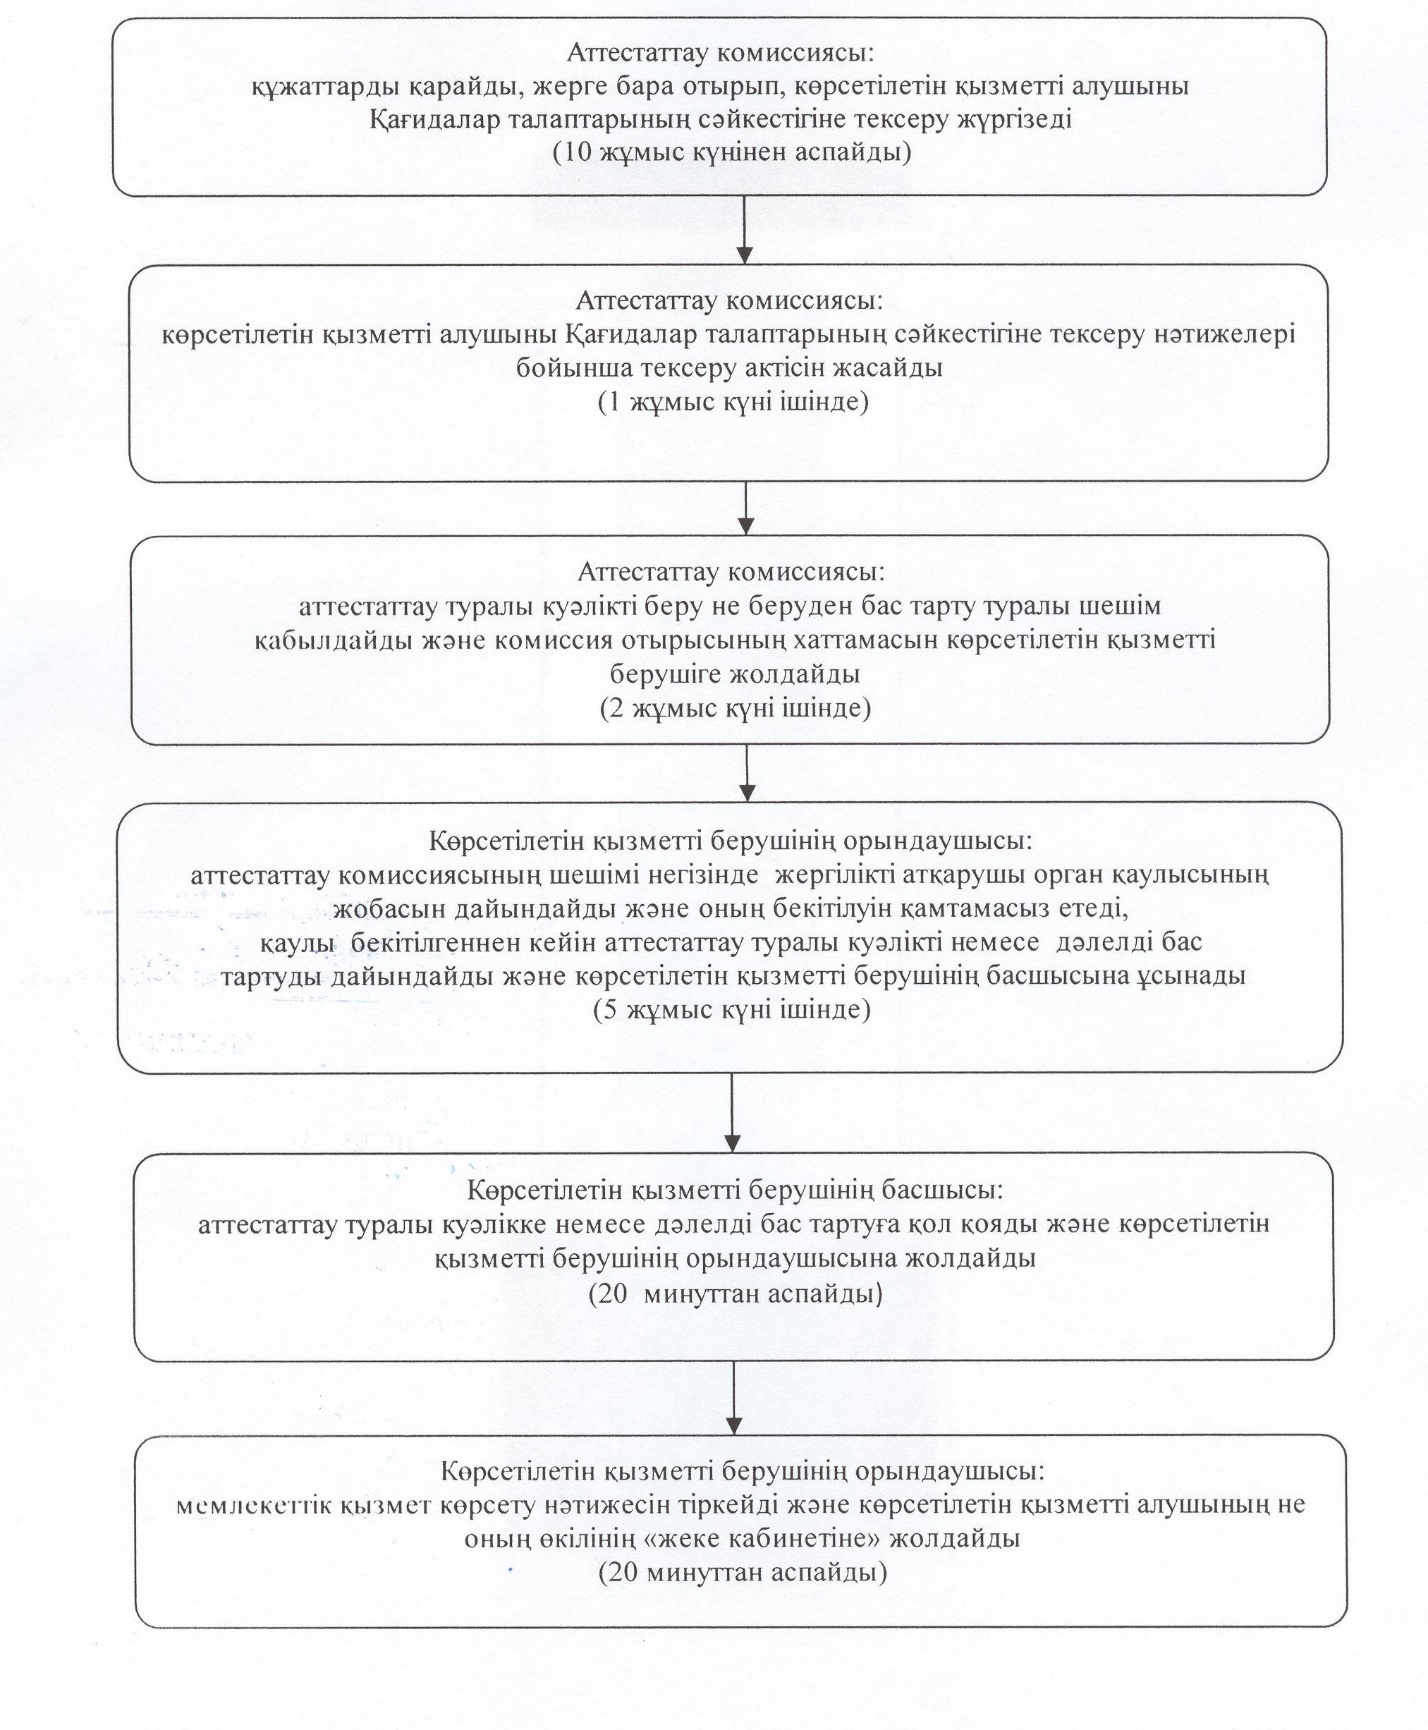 Аттестаттау комиссиясы:
құжаттарды қарайды, жерге бара отырып, көрсетілетін қызметті алушыны
Қағидалар талаптарының сәйкестігіне тексеру жүргізеді
(10 жұмыс күнінен аспайды)
Аттестаттау комиссиясы:
көрсетілетін қызметті алушыны Қағидалар талаптарының сәйкестігіне тексеру нәтижелері
бойынша тексеру актісін жасайды
(1 жұмыс күні ішінде)
Аттестаттау комиссиясы:
аттестаттау туралы куәлікті беру не беруден бас тарту туралы шешім
қабылдайды және комиссия отырысының хаттамасын көрсетілетін қызметті
берушіге жолдайды
(2 жұмыс күні ішінде)
Көрсетілетін қызметті берушінің орындаушысы:
аттестаттау комиссиясының шешімі негізінде жергілікті атқарушы орган қаулысының
жобасын дайындайды және оның бекітілуін қамтамасыз етеді,
қаулы бекітілгеннен кейін аттестаттау туралы куәлікті немесе дәлелді бас
тартуды дайындайды және көрсетілетін қызметті берушінің басшысына ұсынады
(5 жұмыс күні ішінде)
Көрсетілетін қызметті берушінің басшысы:
аттестаттау туралы куәлікке немесе дәлелді бас тартуға қол қояды және көрсетілетін
қызметті берушінің орындаушысына жолдайды
(20 минуттан аспайды)
Көрсетілетін қызметті берушінің орындаушысы:
мемлекеттік қызмет көрсету нәтижесін тіркейді және көрсетілетін қызметті алушының не
оның өкілінің «жеке кабинетіне» жолдайды
(20 минуттан аспайды)